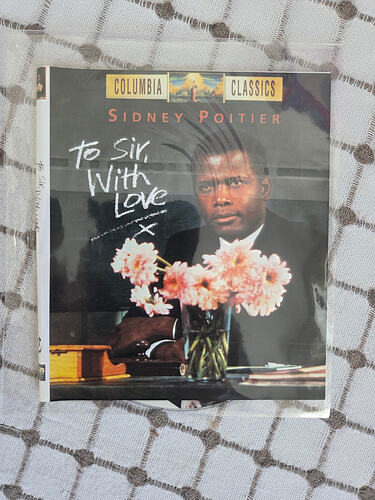 COLUMBIA CLASSICS
SIDNEY POITIER
To Sir,
With
Love
X